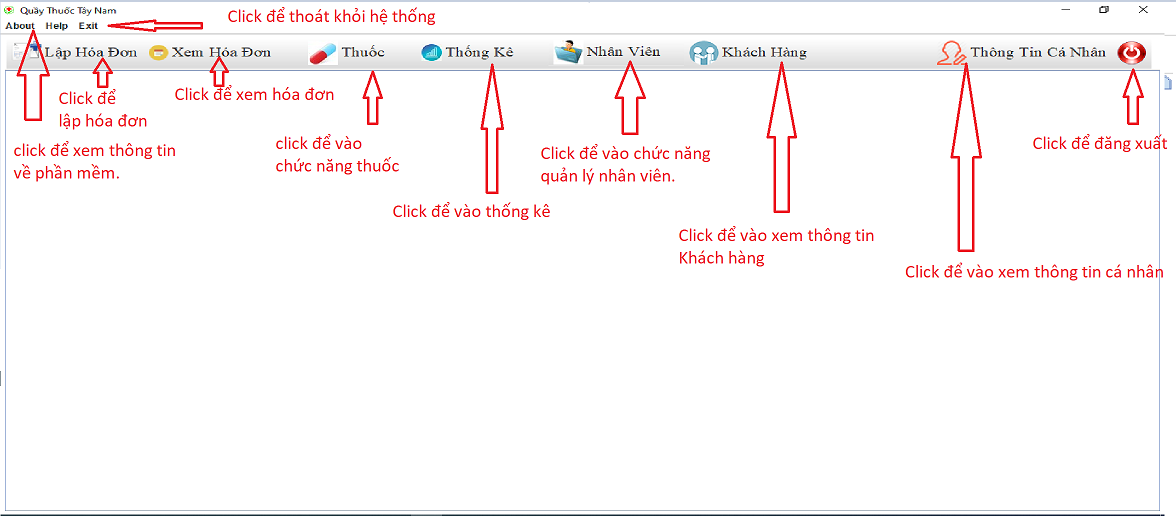 Quầy Thuốc Tây Nam
About Help Exit
Click để thoát khỏi hệ thống
Lập Hóa Đơn Xem Hóa Đơn Thuốc Thống Kê Nhân Viên Khách Hàng Thông Tin Cá Nhân
Click để
lập hóa đơn
Click để xem hóa đơn
click để xem thông tin
về phần mềm.
click để vào
chức năng thuốc
Click để vào thống kê
Click để vào chức năng
quản lý nhân viên.
Click để vào xem thông tin
Khách hàng
Click để vào xem thông tin cá nhân
Click để đăng xuất